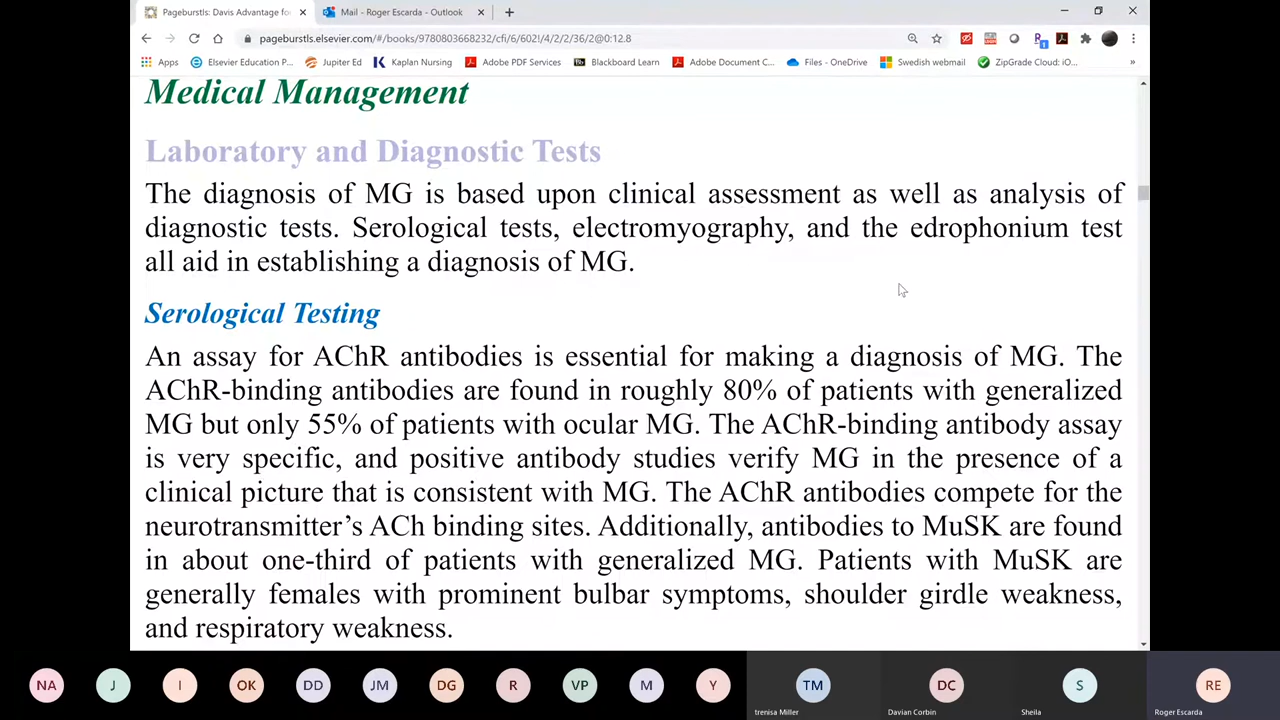 Pageburstls: Davis Advantage for
Mail - Roger Escarda - Outlook
pageburstls.elsevier.com/#/books/9780803668232/cfi/6/602!/4/2/2/36/2@0:12.8
Apps
Elsevier Education P...
Jupiter Ed
Kaplan Nursing
Adobe PDF Services
Bb
Blackboard Learn
Adobe Document C...
Files - OneDrive
Swedish webmail
ZipGrade Cloud: iO...
Medical Management
Laboratory and Diagnostic Tests
The diagnosis of MG is based upon clinical assessment as well as analysis of
diagnostic tests. Serological tests, electromyography, and the edrophonium test
all aid in establishing a diagnosis of MG.
Serological Testing
An assay for AChR antibodies is essential for making a diagnosis of MG. The
AChR-binding antibodies are found in roughly 80% of patients with generalized
MG but only 55% of patients with ocular MG. The AChR-binding antibody assay
is very specific, and positive antibody studies verify MG in the presence of a
clinical picture that is consistent with MG. The AChR antibodies compete for the
neurotransmitter’s ACh binding sites. Additionally, antibodies to MuSK are found
in about one-third of patients with generalized MG. Patients with MuSK are
generally females with prominent bulbar symptoms, shoulder girdle weakness,
and respiratory weakness.
NA
J
I
OK
DD
JM
DG
R
VP
M
Y
TM
DC
S
RE
trenisa Miller
Davian Corbin
Sheila
Roger Escarda